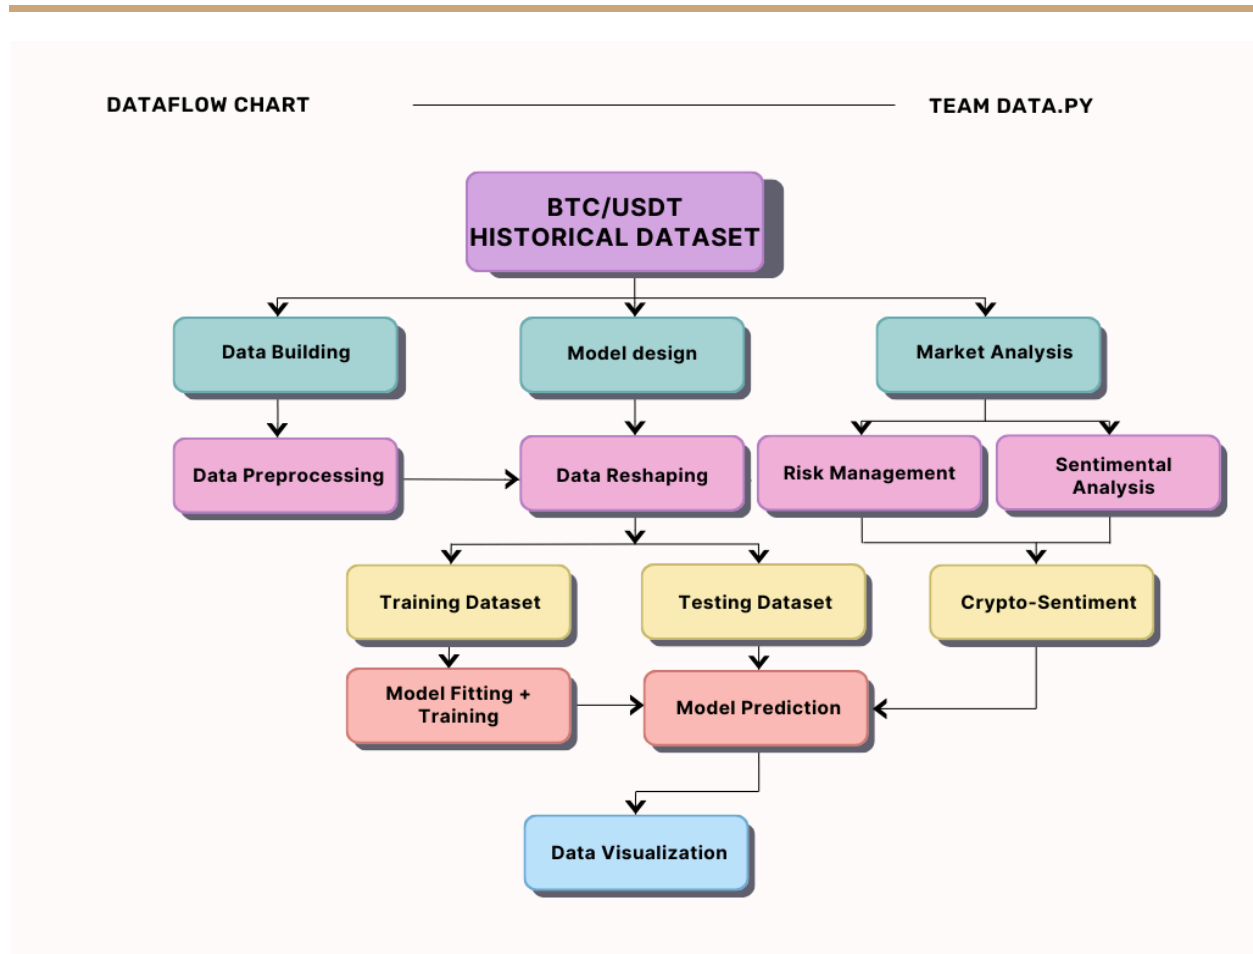 DATAFLOW CHART
TEAM DATA.PY
BTC/USDT
HISTORICAL DATASET
Data Building
Model design
Market Analysis
Data Preprocessing
Data Reshaping
Risk Management
Sentimental
Analysis
Training Dataset
Testing Dataset
Crypto-Sentiment
Model Fitting +
Training
Model Prediction
Data Visualization